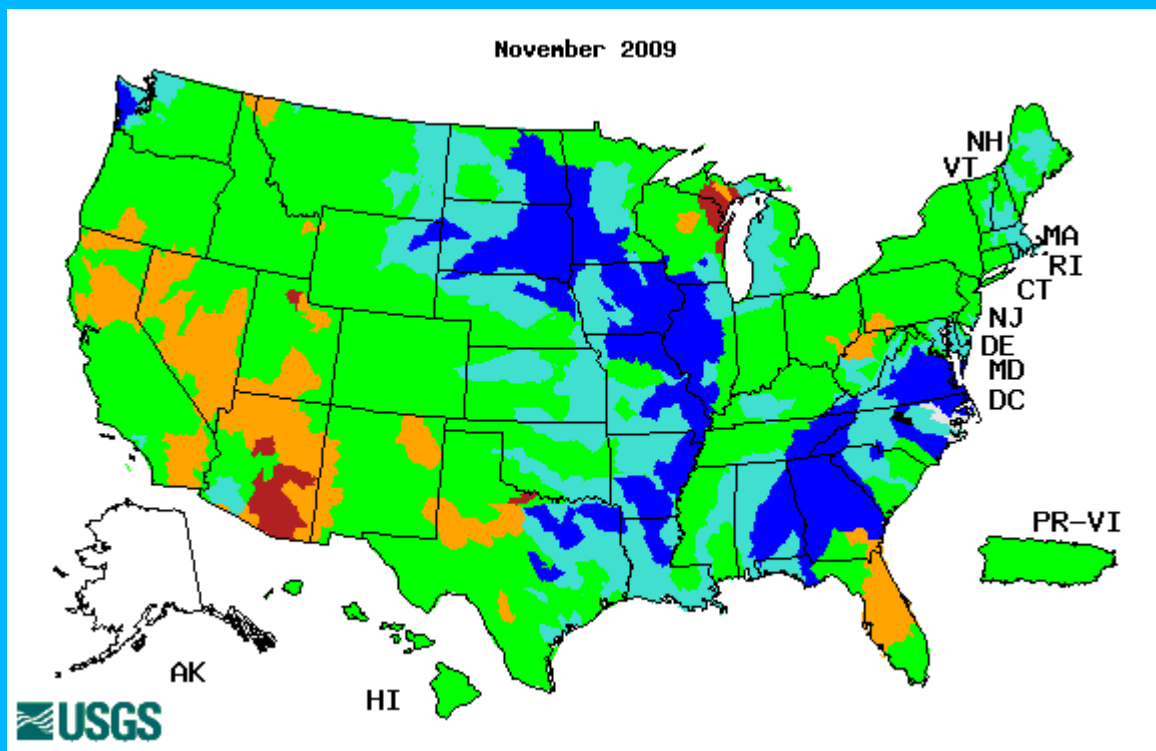 November 2009
NH
VT
MA
RI
CT
NJ
DE
MD
DC
PR-VI
AK
HI
USGS